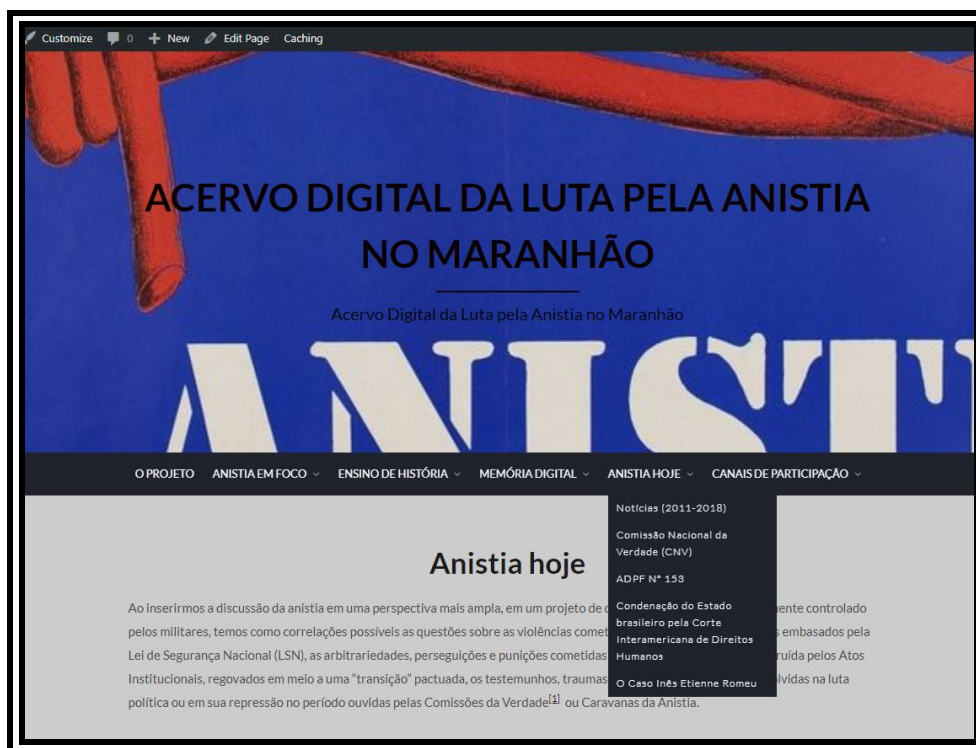 Customize 0 New Edit Page Caching
ACERVO DIGITAL DA LUTA PELA ANISTIA
NO MARANHÃO
Acervo Digital da Luta pela Anistia no Maranhão
ANISTI
O PROJETO ANISTIA EM FOCO ENSINO DE HISTÓRIA MEMÓRIA DIGITAL ANISTIA HOJE CANAIS DE PARTICIPAÇÃO
Notícias (2011-2018)
Comissão Nacional da
Verdade (CNV)
ADPF Nº 153
Condenação do Estado
brasileiro pela Corte
Interamericana de Direitos
Humanos
O Caso Inês Etienne Romeu
Anistia hoje
Ao inserirmos a discussão da anistia em uma perspectiva mais ampla, em um projeto de controlado
pelos militares, temos como correlações possíveis as questões sobre as violências embasados pela
Lei de Segurança Nacional (LSN), as arbitrariedades, perseguições e punições cometidas pelos Atos
Institucionais, regovados em meio a uma "transição" pactuada, os testemunhos, traumas na luta
política ou em sua repressão no período ouvidas pelas Comissões da Verdade[1] ou Caravanas da Anistia.